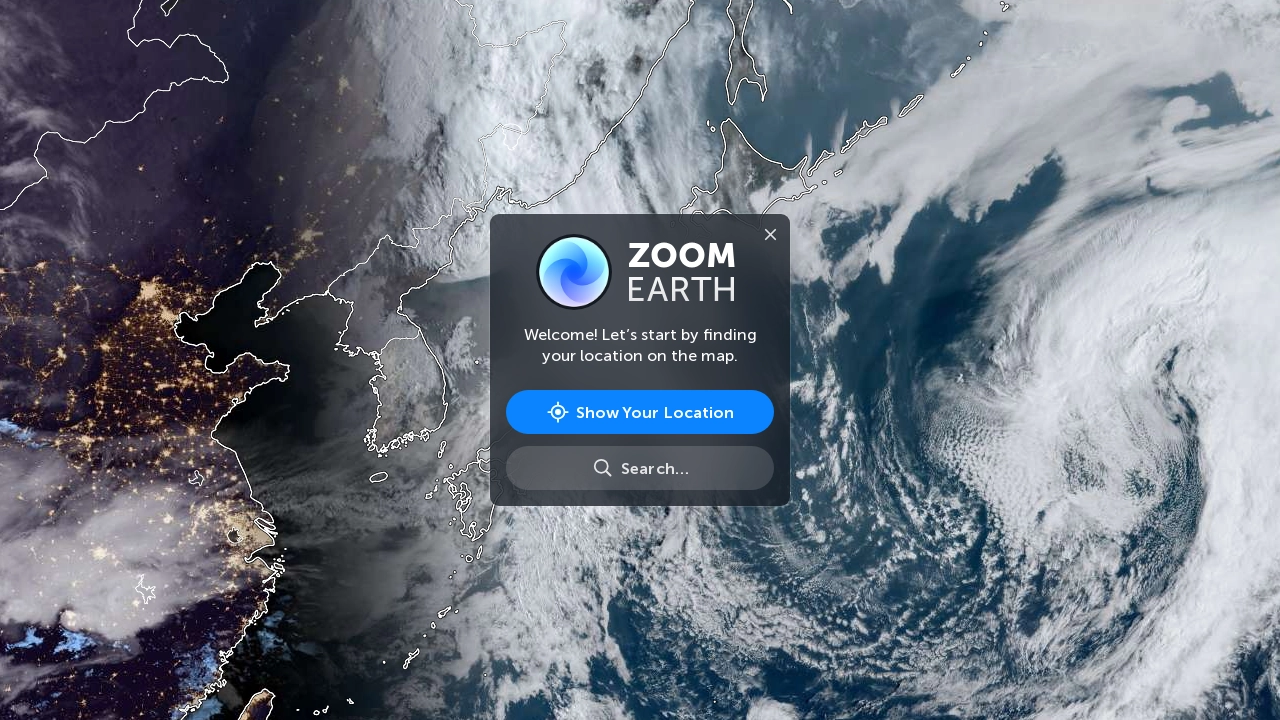 ZOOM
EARTH
Welcome! Let’s start by finding
your location on the map.
Show Your Location
Search...